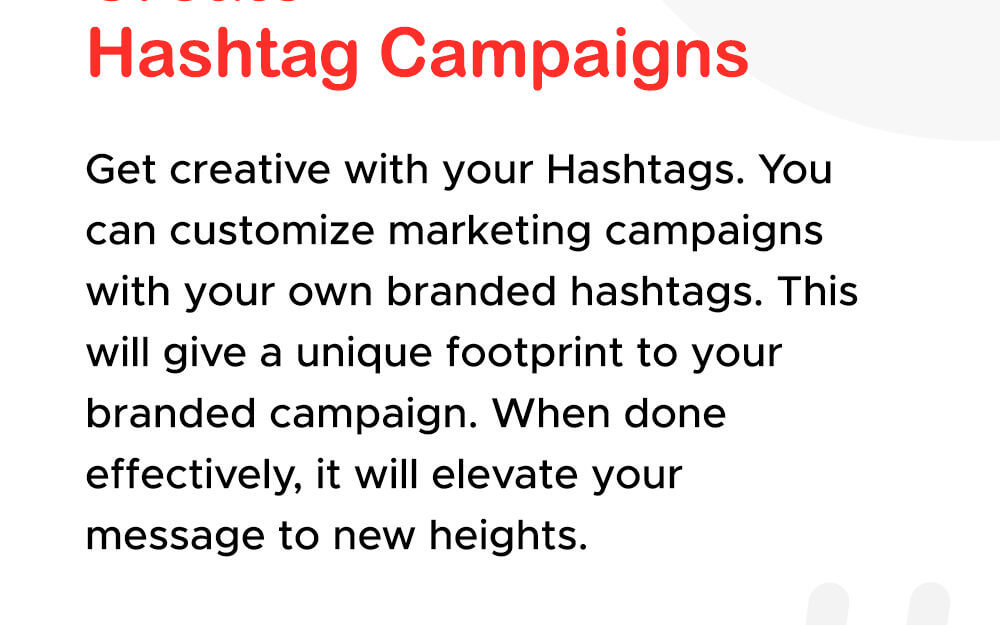 Hashtag Campaigns
Get creative with your Hashtags. You
can customize marketing campaigns
with your own branded hashtags. This
will give a unique footprint to your
branded campaign. When done
effectively, it will elevate your
message to new heights.